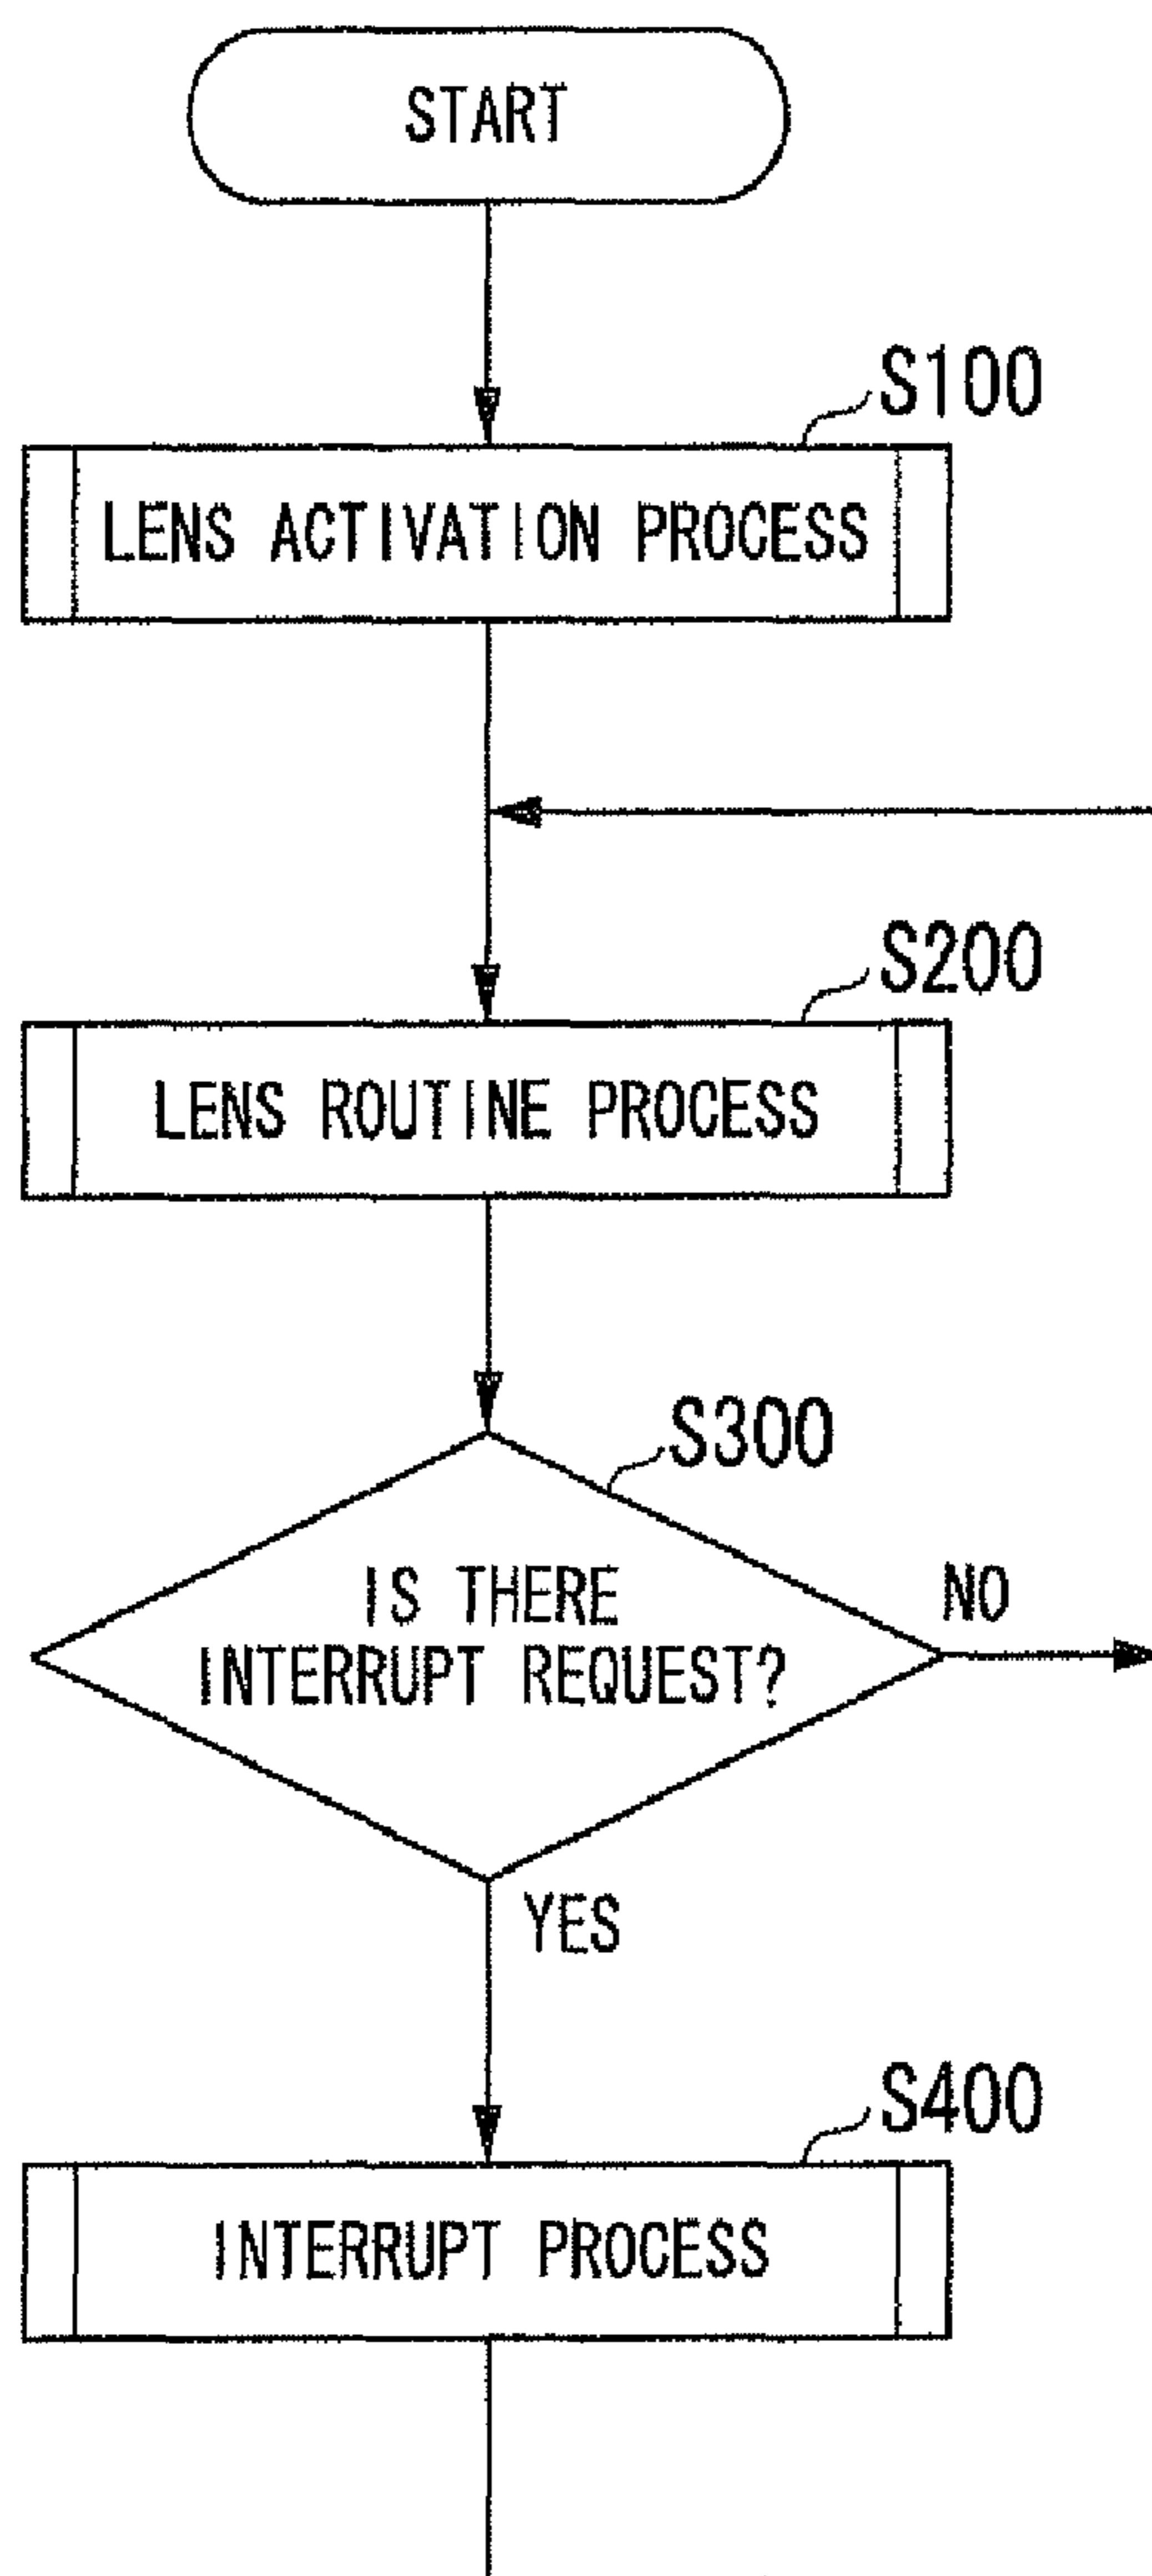 START
S100
LENS ACTIVATION PROCESS
S200
LENS ROUTINE PROCESS
S300
IS THERE
INTERRUPT REQUEST?
NO
YES
S400
INTERRUPT PROCESS